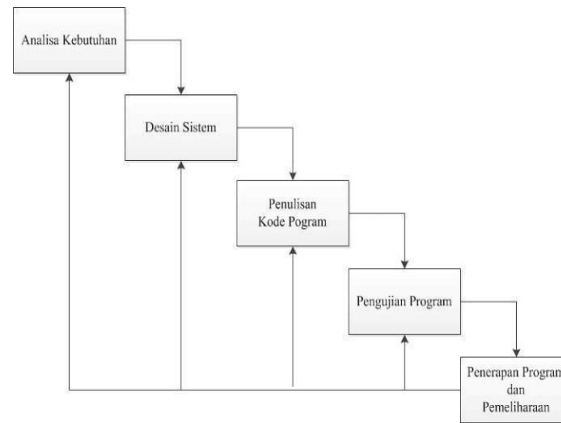 Analisa Kebutuhan
Desain Sistem
Penulisan
Kode Pogram
Pengujian Program
Penerapan Program
dan
Pemeliharaan